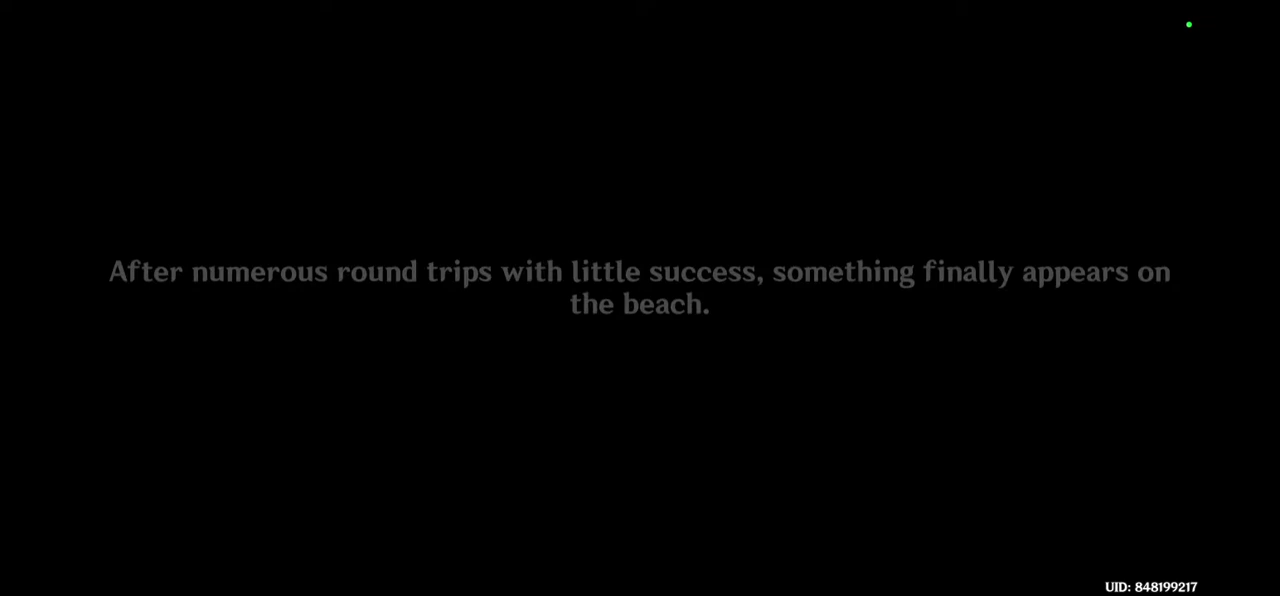 After numerous round trips with little success, something finally appears on
the beach.
UID: 848199217